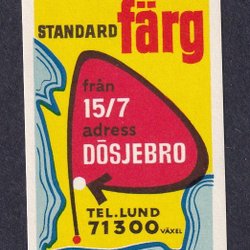 STANDARD färg
från
15/7
adress
DÖSJEBRO
TEL. LUND
71300 VÄXEL